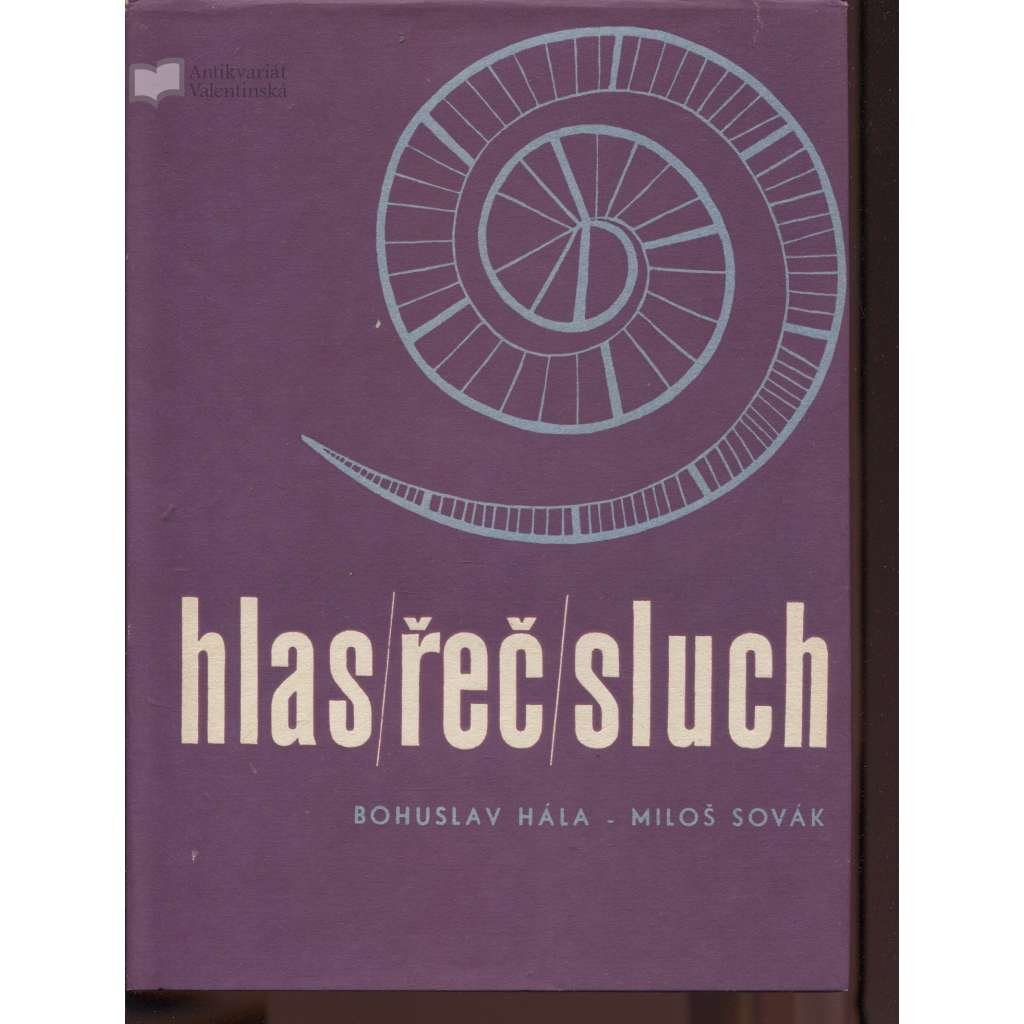 Antikvariát
Valentinská
hlas/řeč/sluch
BOHUSLAV HÁLA - MILOŠ SOVÁK